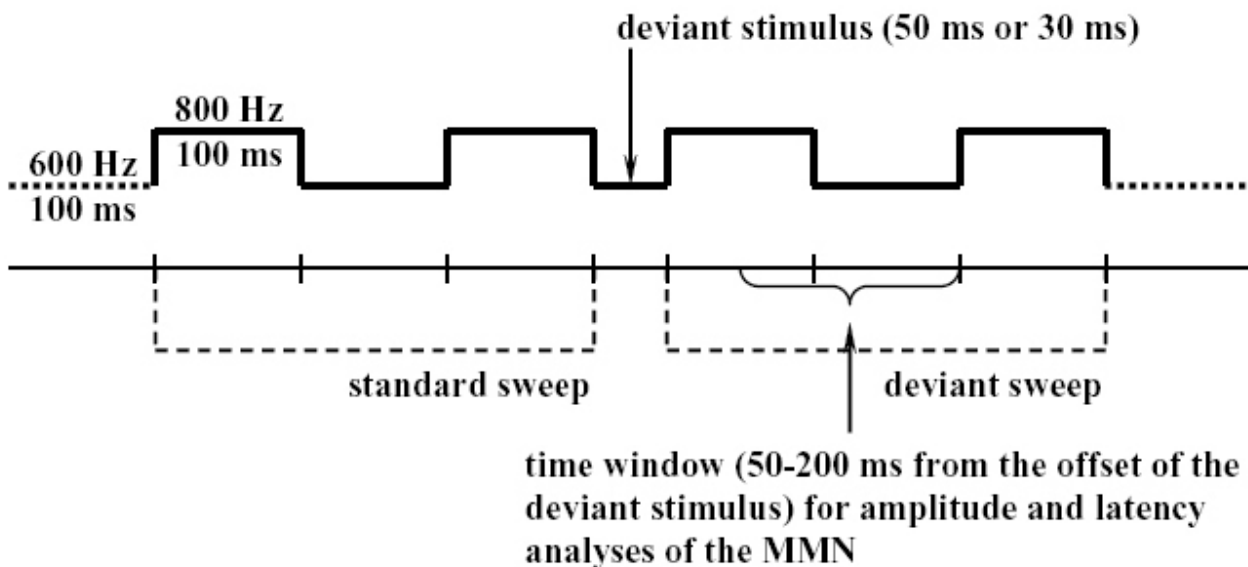 deviant stimulus (50 ms or 30 ms)
800 Hz
100 ms
600 Hz
100 ms
standard sweep
deviant sweep
time window (50-200 ms from the offset of the
deviant stimulus) for amplitude and latency
analyses of the MMN